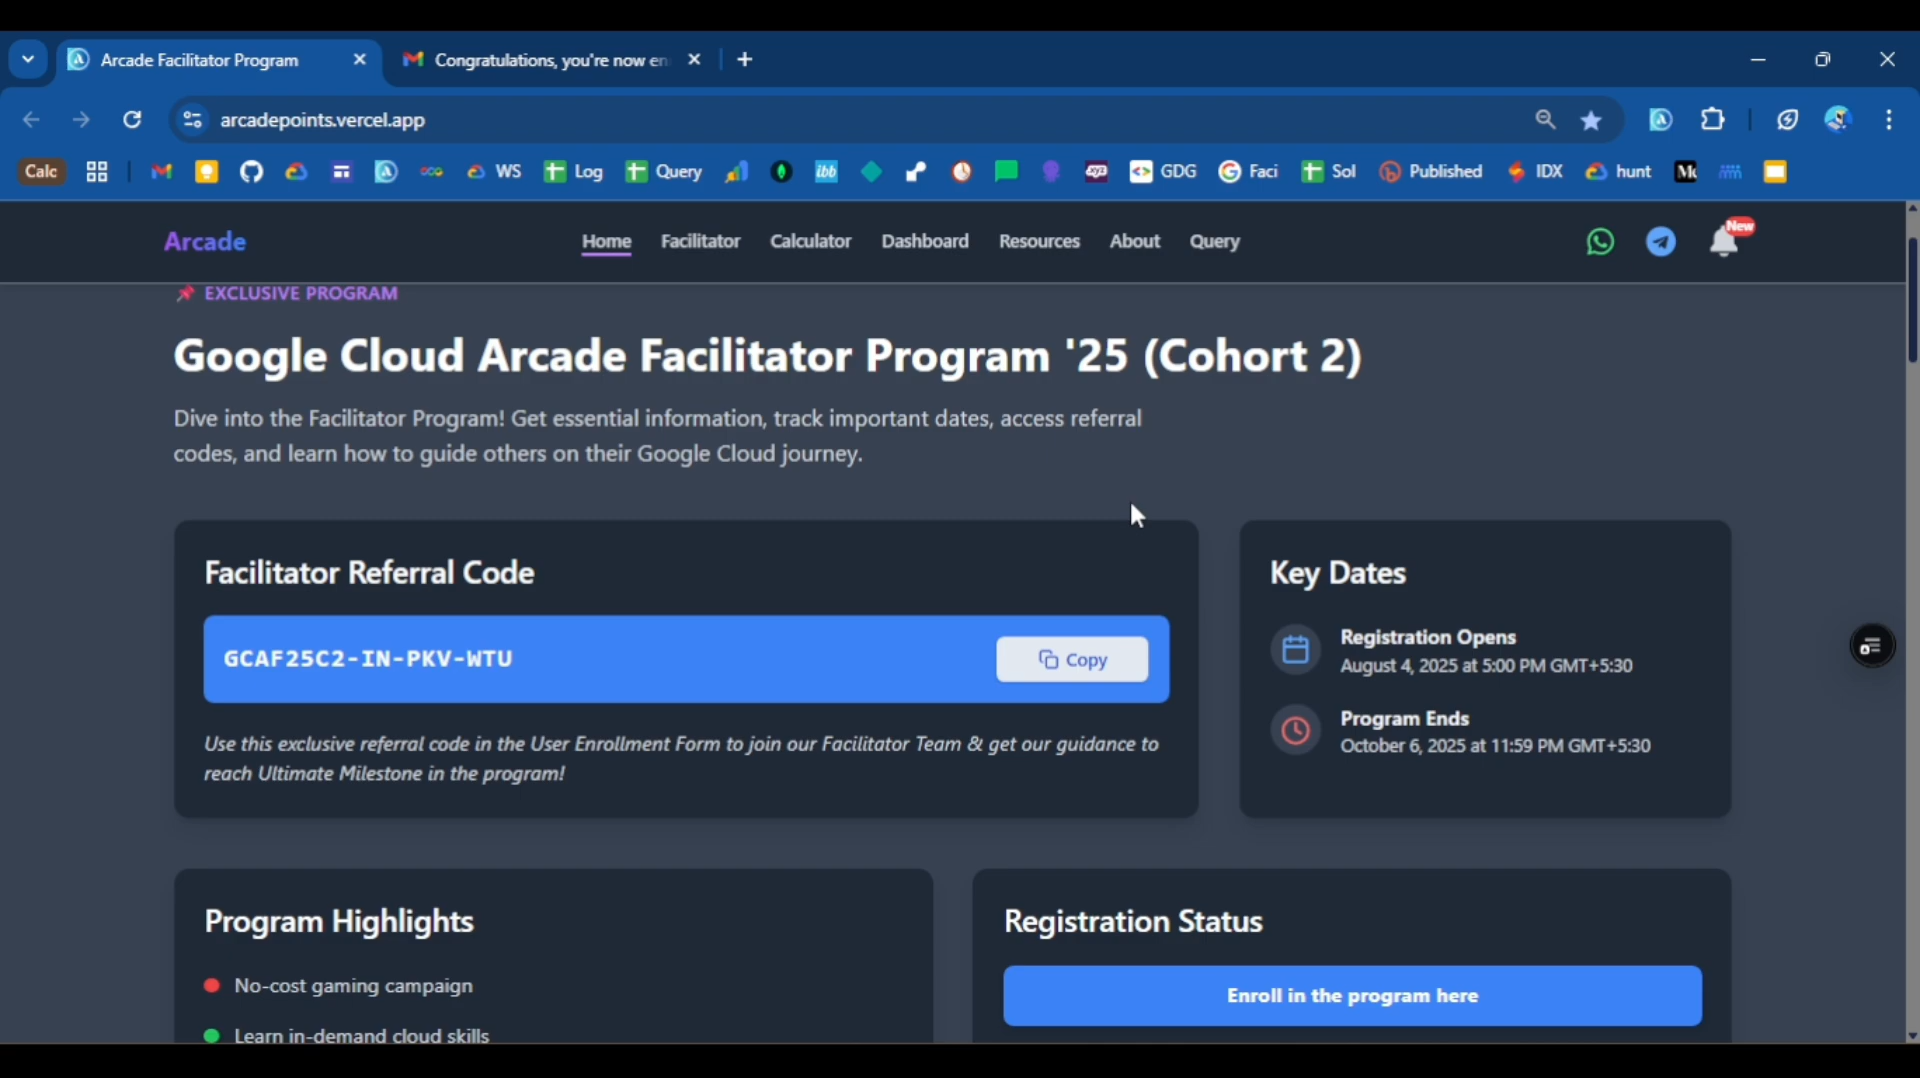 Arcade Facilitator Program
Congratulations, you're now en
arcadepoints.vercel.app
Calc
WS
Log
Query
ibb
GDG
Faci
Sol
Published
IDX
hunt
Arcade
Home
Facilitator
Calculator
Dashboard
Resources
About
Query
New
EXCLUSIVE PROGRAM
Google Cloud Arcade Facilitator Program '25 (Cohort 2)
Dive into the Facilitator Program! Get essential information, track important dates, access referral
codes, and learn how to guide others on their Google Cloud journey.
Facilitator Referral Code
GCAF25C2-IN-PKV-WTU
Copy
Use this exclusive referral code in the User Enrollment Form to join our Facilitator Team & get our guidance to
reach Ultimate Milestone in the program!
Key Dates
Registration Opens
August 4, 2025 at 5:00 PM GMT+5:30
Program Ends
October 6, 2025 at 11:59 PM GMT+5:30
Program Highlights
No-cost gaming campaign
Learn in-demand cloud skills
Registration Status
Enroll in the program here